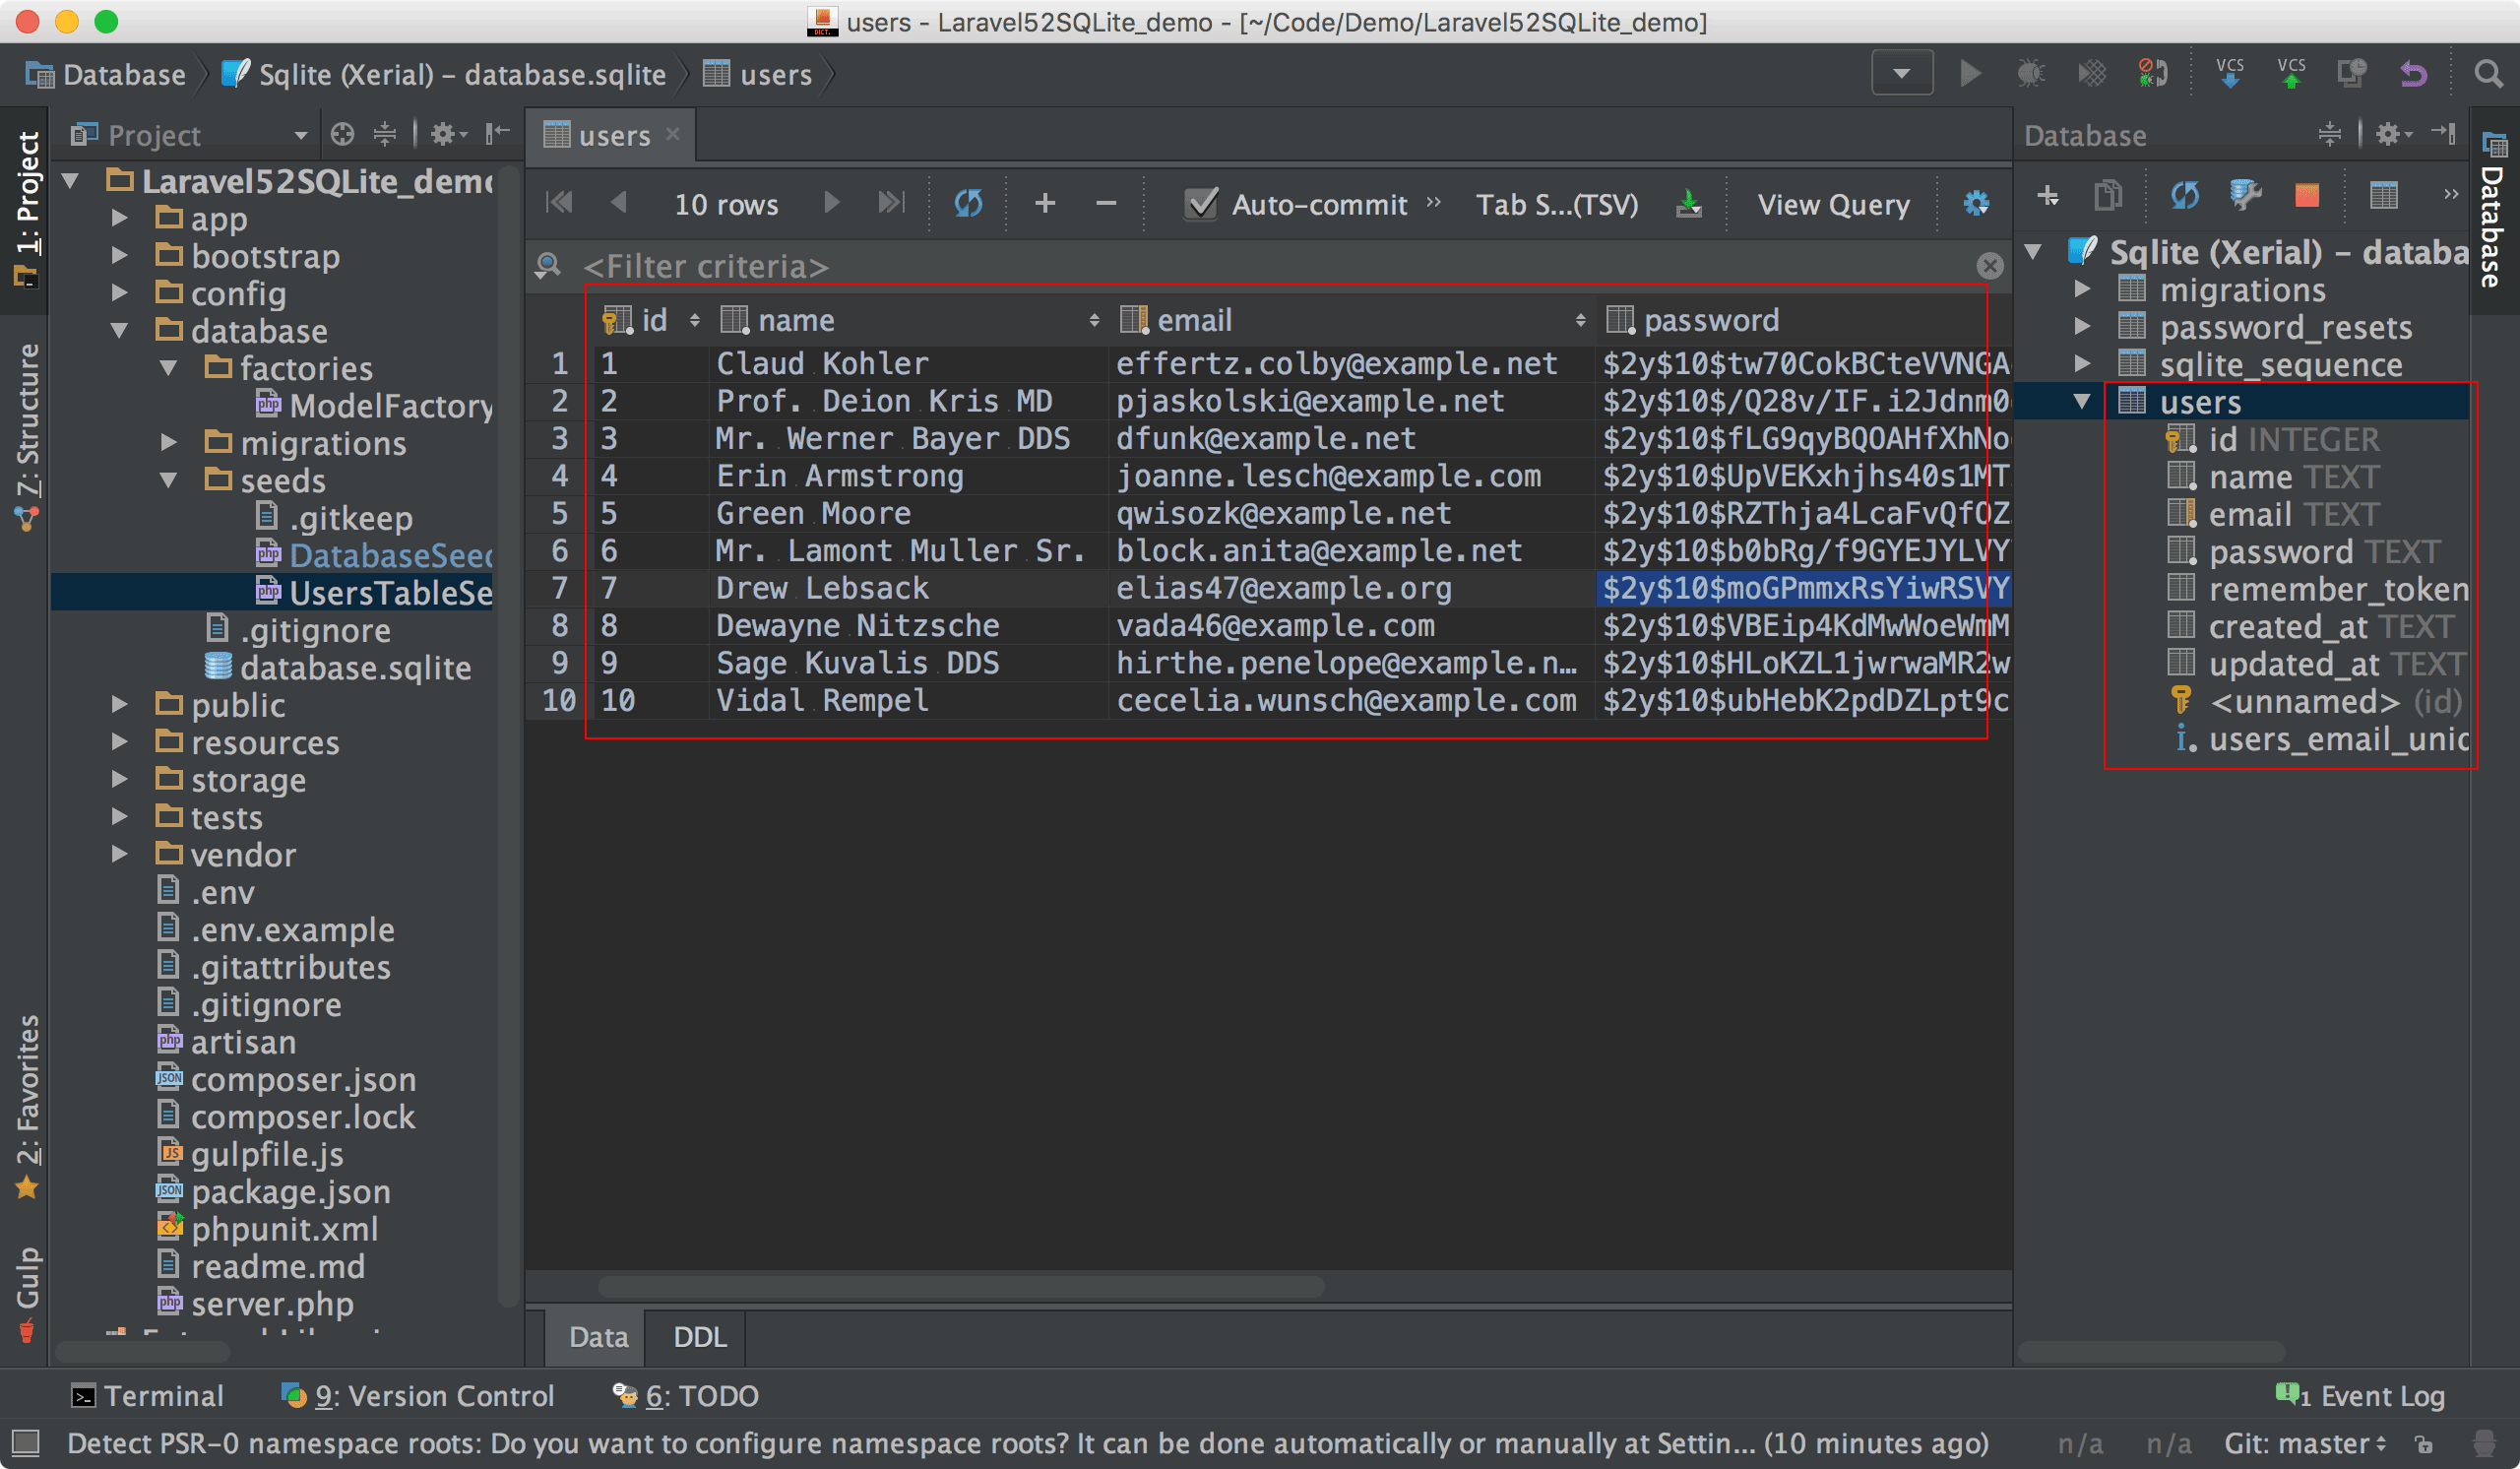 users - Laravel52SQLite_demo - [~/Code/Demo/Laravel52SQLite_demo]
Database Sqlite (Xerial) – database.sqlite users
VCS VCS
1: Project
7: Structure
2: Favorites
Gulp
Project
Laravel52SQLite_demo
app
bootstrap
config
database
factories
ModelFactory
migrations
seeds
.gitkeep
DatabaseSeed
UsersTableSe
.gitignore
database.sqlite
public
resources
storage
tests
vendor
.env
.env.example
.gitattributes
.gitignore
artisan
composer.json
composer.lock
gulpfile.js
package.json
phpunit.xml
readme.md
server.php
users
10 rows Auto-commit Tab S...(TSV) View Query
<Filter criteria>
id name email password
1 1 Claud Kohler effertz.colby@example.net $2y$10$tw70CokBCteVVNGA
2 2 Prof. Deion Kris MD pjaskolski@example.net $2y$10$/Q28v/IF.i2Jdnm0
3 3 Mr. Werner Bayer DDS dfunk@example.net $2y$10$fLG9qyBQOAHfXhNo
4 4 Erin Armstrong joanne.lesch@example.com $2y$10$UpVEKxhjhs40s1MT
5 5 Green Moore qwisozk@example.net $2y$10$RZThja4LcaFvQfOZ
6 6 Mr. Lamont Muller Sr. block.anita@example.net $2y$10$b0bRg/f9GYEJYLVY
7 7 Drew Lebsack elias47@example.org $2y$10$moGPmmxRsYiwRSVY
8 8 Dewayne Nitzsche vada46@example.com $2y$10$VBEip4KdMwWoeWmM
9 9 Sage Kuvalis DDS hirthe.penelope@example.n… $2y$10$HLoKZL1jwrwaMR2w
10 10 Vidal Rempel cecelia.wunsch@example.com $2y$10$ubHebK2pdDZLpt9c
Data DDL
Database
Sqlite (Xerial) – databa
migrations
password_resets
sqlite_sequence
users
id INTEGER
name TEXT
email TEXT
password TEXT
remember_token
created_at TEXT
updated_at TEXT
<unnamed> (id)
users_email_unic
Database
Terminal 9: Version Control 6: TODO 1 Event Log
Detect PSR-0 namespace roots: Do you want to configure namespace roots? It can be done automatically or manually at Settin... (10 minutes ago) n/a n/a Git: master